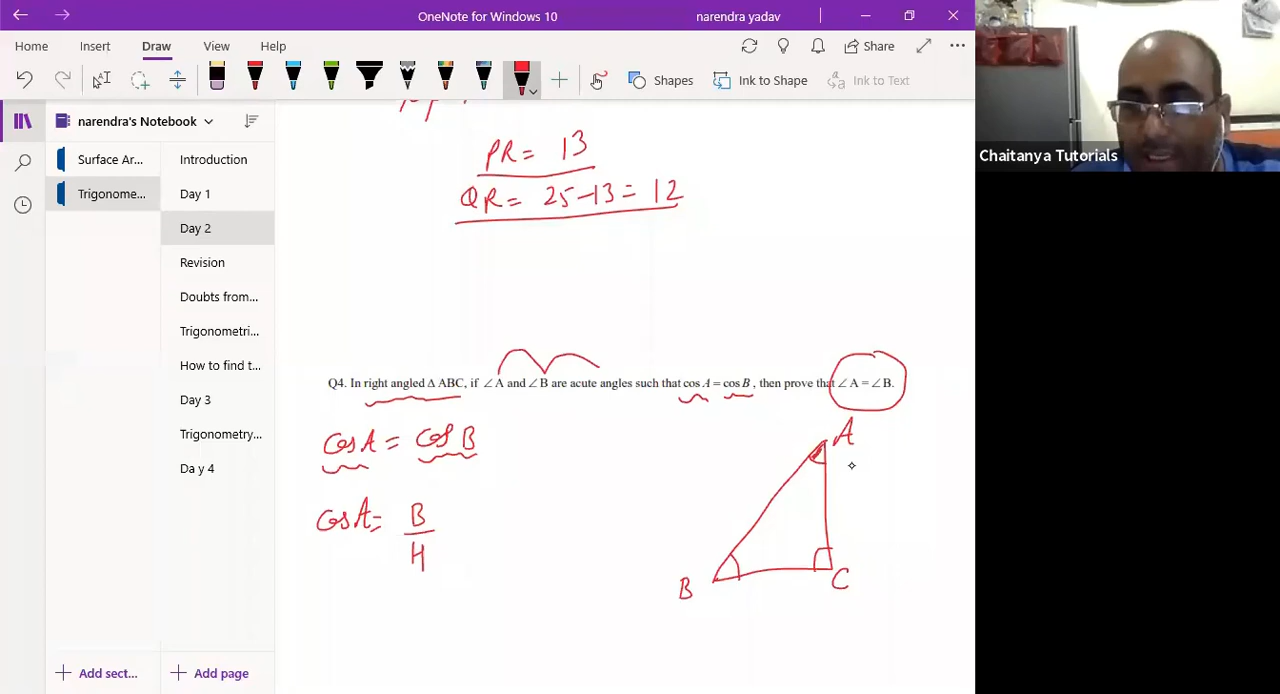 OneNote for Windows 10
narendra yadav
Home Insert Draw View Help
Share
Shapes
Ink to Shape
Ink to Text
narendra's Notebook
Surface Ar...
Trigonome...
Introduction
Day 1
Day 2
Revision
Doubts from...
Trigonometri...
How to find t...
Day 3
Trigonometry...
Da y 4
Add sect...
Add page
PR = 13
QR = 25-13 = 12
Q4. In right angled Δ ABC, if ∠A and ∠B are acute angles such that cos A = cos B , then prove that ∠A = ∠B.
CosA = Cos B
CosA = B/H
A
B
C
Chaitanya Tutorials